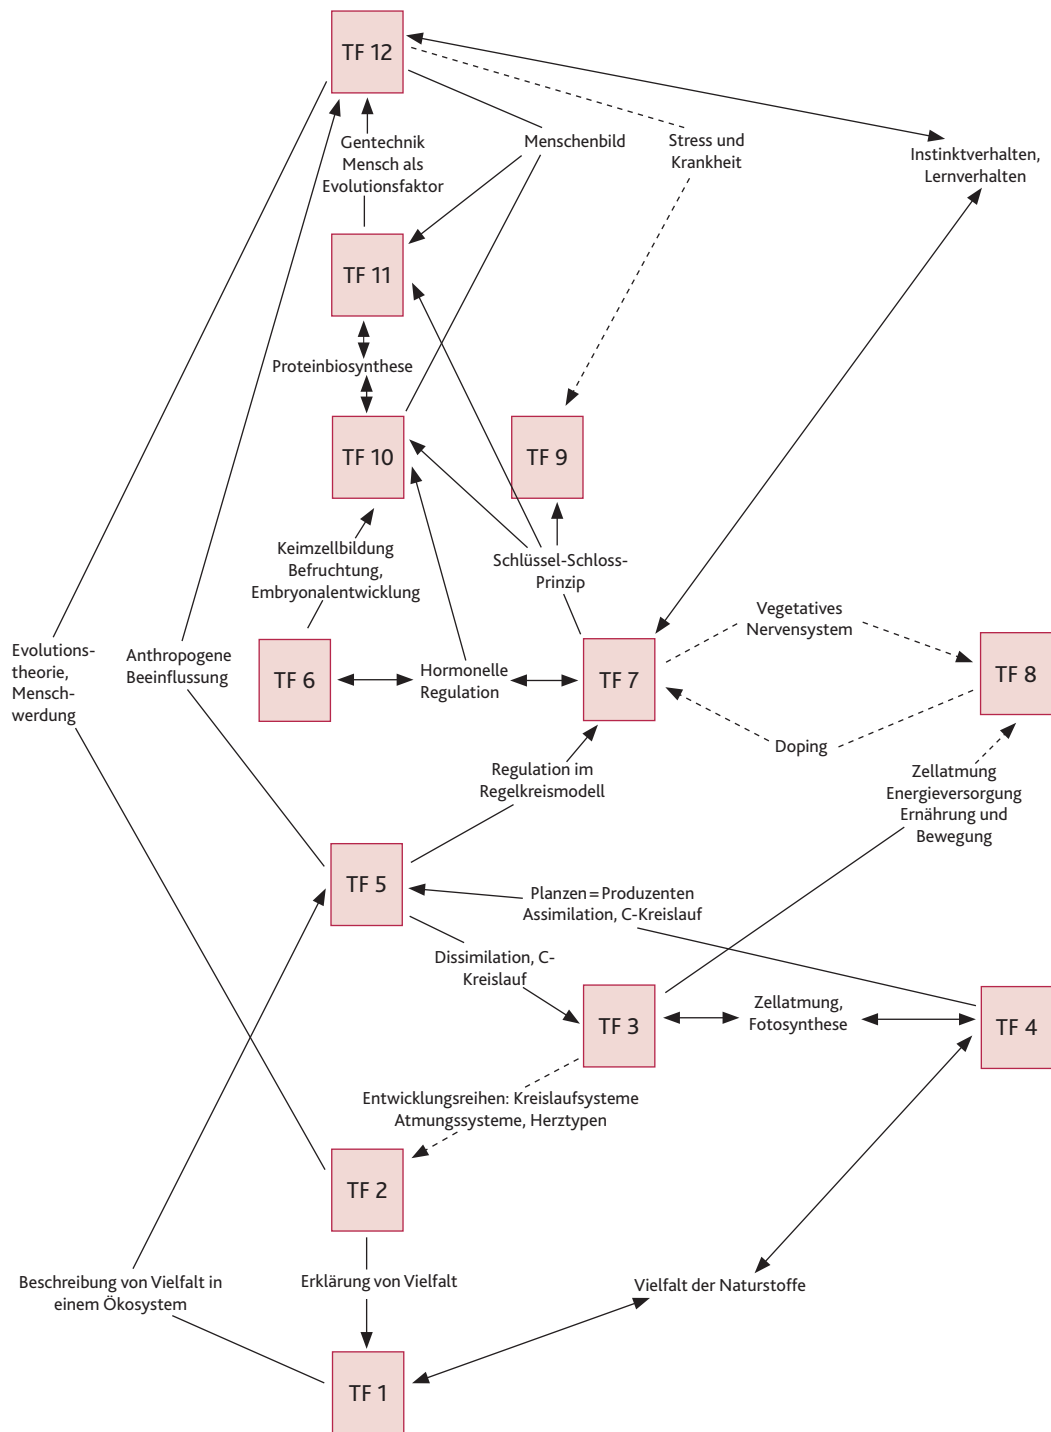 TF 12
Gentechnik
Mensch als
Evolutionsfaktor
Menschenbild
Stress und
Krankheit
Instinktverhalten,
Lernverhalten
TF 11
Proteinbiosynthese
TF 10
TF 9
Keimzellbildung
Befruchtung,
Embryonalentwicklung
Schlüssel-Schloss-
Prinzip
Vegetatives
Nervensystem
Evolutions-
theorie,
Mensch-
werdung
Anthropogene
Beeinflussung
TF 6
Hormonelle
Regulation
TF 7
TF 8
Doping
Regulation im
Regelkreismodell
Zellatmung
Energieversorgung
Ernährung und
Bewegung
TF 5
Planzen = Produzenten
Assimilation, C-Kreislauf
Dissimilation, C-
Kreislauf
TF 3
Zellatmung,
Fotosynthese
TF 4
Entwicklungsreihen: Kreislaufsysteme
Atmungssysteme, Herztypen
TF 2
Beschreibung von Vielfalt in
einem Ökosystem
Erklärung von Vielfalt
Vielfalt der Naturstoffe
TF 1